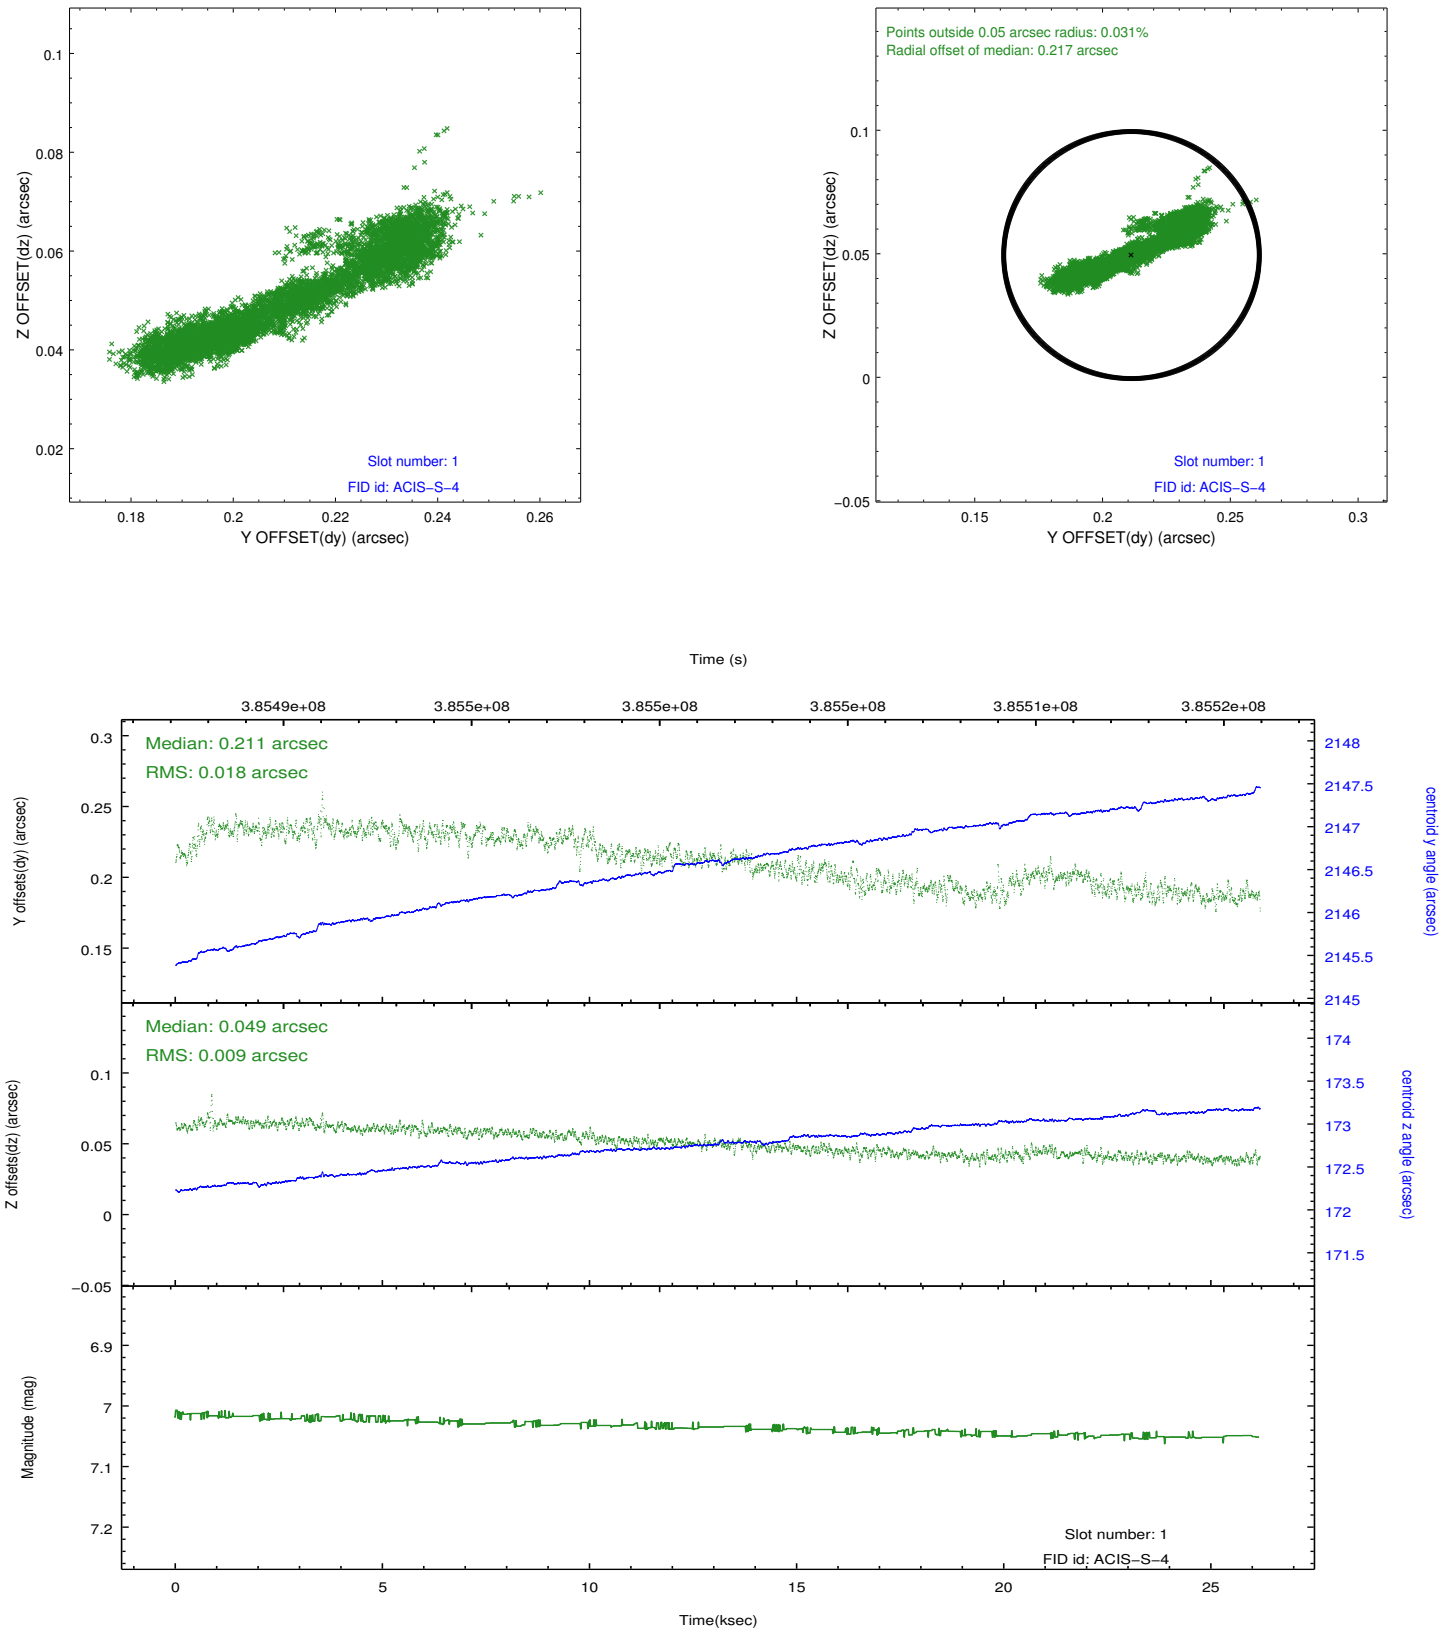 0.1
0.08
0.06
0.04
0.02
Z OFFSET(dz) (arcsec)
Slot number: 1
FID id: ACIS−S−4
0.18 0.2 0.22 0.24 0.26
Y OFFSET(dy) (arcsec)
Points outside 0.05 arcsec radius: 0.031%
Radial offset of median: 0.217 arcsec
0.1
0.05
0
−0.05
Z OFFSET(dz) (arcsec)
Slot number: 1
FID id: ACIS−S−4
0.15 0.2 0.25 0.3
Y OFFSET(dy) (arcsec)
Time (s)
3.8549e+08 3.855e+08 3.855e+08 3.855e+08 3.8551e+08 3.8552e+08
Median: 0.211 arcsec
RMS: 0.018 arcsec
0.3
0.25
0.2
0.15
Y offsets(dy) (arcsec)
2148
2147.5
2147
2146.5
2146
2145.5
2145
centroid y angle (arcsec)
Median: 0.049 arcsec
RMS: 0.009 arcsec
0.1
0.05
0
−0.05
Z offsets(dz) (arcsec)
174
173.5
173
172.5
172
171.5
centroid z angle (arcsec)
6.9
7
7.1
7.2
Magnitude (mag)
Slot number: 1
FID id: ACIS−S−4
0 5 10 15 20 25
Time(ksec)